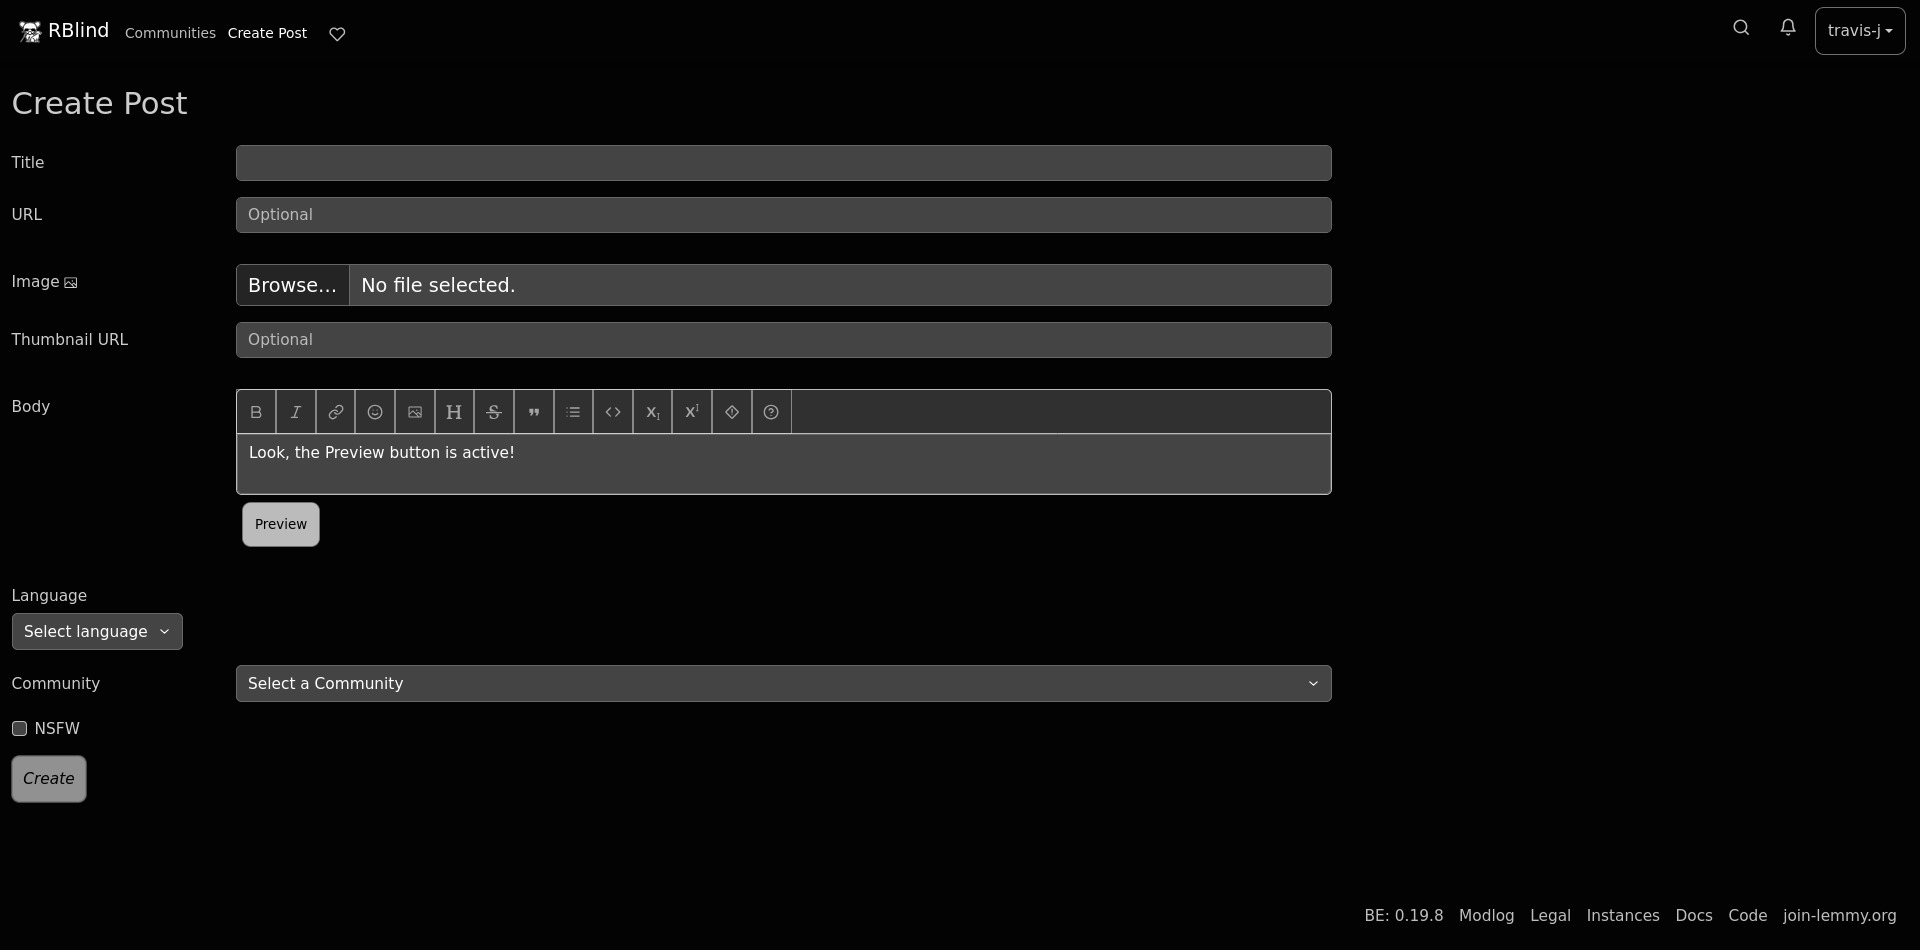 RBlind Communities Create Post travis-j
Create Post
Title
URL Optional
Image Browse... No file selected.
Thumbnail URL Optional
Body B I H S X I X I
Look, the Preview button is active!
Preview
Language
Select language
Community Select a Community
NSFW
Create
BE: 0.19.8 Modlog Legal Instances Docs Code join-lemmy.org